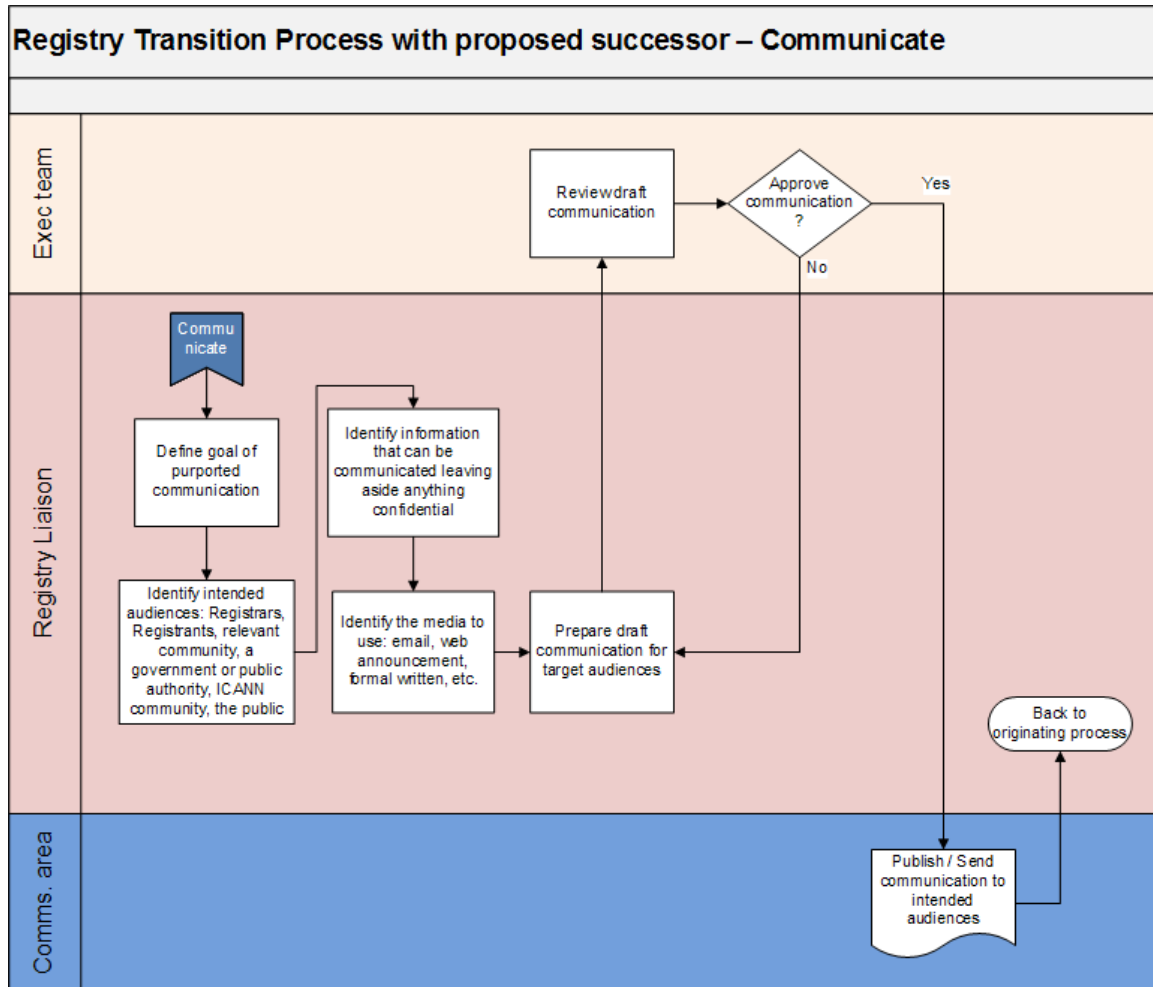 Registry Transition Process with proposed successor – Communicate
Exec team
Review draft
communication
Approve
communication
?
Yes
No
Registry Liaison
Commu
nicate
Define goal of
purported
communication
Identify intended
audiences: Registrars,
Registrants, relevant
community, a
government or public
authority, ICANN
community, the public
Identify information
that can be
communicated leaving
aside anything
confidential
Identify the media to
use: email, web
announcement,
formal written, etc.
Prepare draft
communication for
target audiences
Back to
originating process
Comms. area
Publish / Send
communication to
intended
audiences